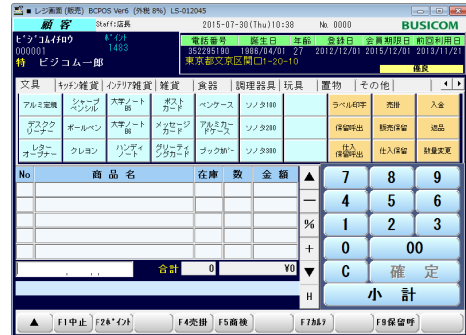 レジ画面 (販売) BCPOS Ver6 (外税 8%) LS-012045
顧 客 Staff:店長 2015-07-30(Thu)10:38 No. 0000 BUSICOM
ﾋﾞｼﾞｺﾑｲﾁﾛｳ ﾎﾟｲﾝﾄ 電話番号 誕生日 年齢 登録日 会員期限日 前回利用日
000001 1483 352295190 1986/04/01 27 2012/12/01 2015/12/01 2013/11/21
特 ビジコム一郎 東京都文京区関口1-20-10
優良
文具 キッチン雑貨 インテリア雑貨 雑貨 食器 調理器具 玩具 置物 その他
アルミ定規 シャープペンシル 大学ノートB6 ポストカード ペンケース ソノタ100 ラベル印字 売掛 入金
デスククリーナー ボールペン 大学ノートB6 メッセージカード アルミカードケース ソノタ200 保留呼出 販売保留 返品
レターオープナー クレヨン ハンディノート グリーティングカード ブックカバー ソノタ300 仕入保留呼出 仕入保留 数量変更
No 商 品 名 在庫 数 金 額 ▲ 7 8 9
― 4 5 6
% 1 2 3
+ 0 00
合計 0 ¥0 ▼ C 確 定
H 小 計
▲ F1中止 F2ﾎﾟｲﾝﾄ F4売掛 F5商検 F7ｶﾙﾃ F9保留呼